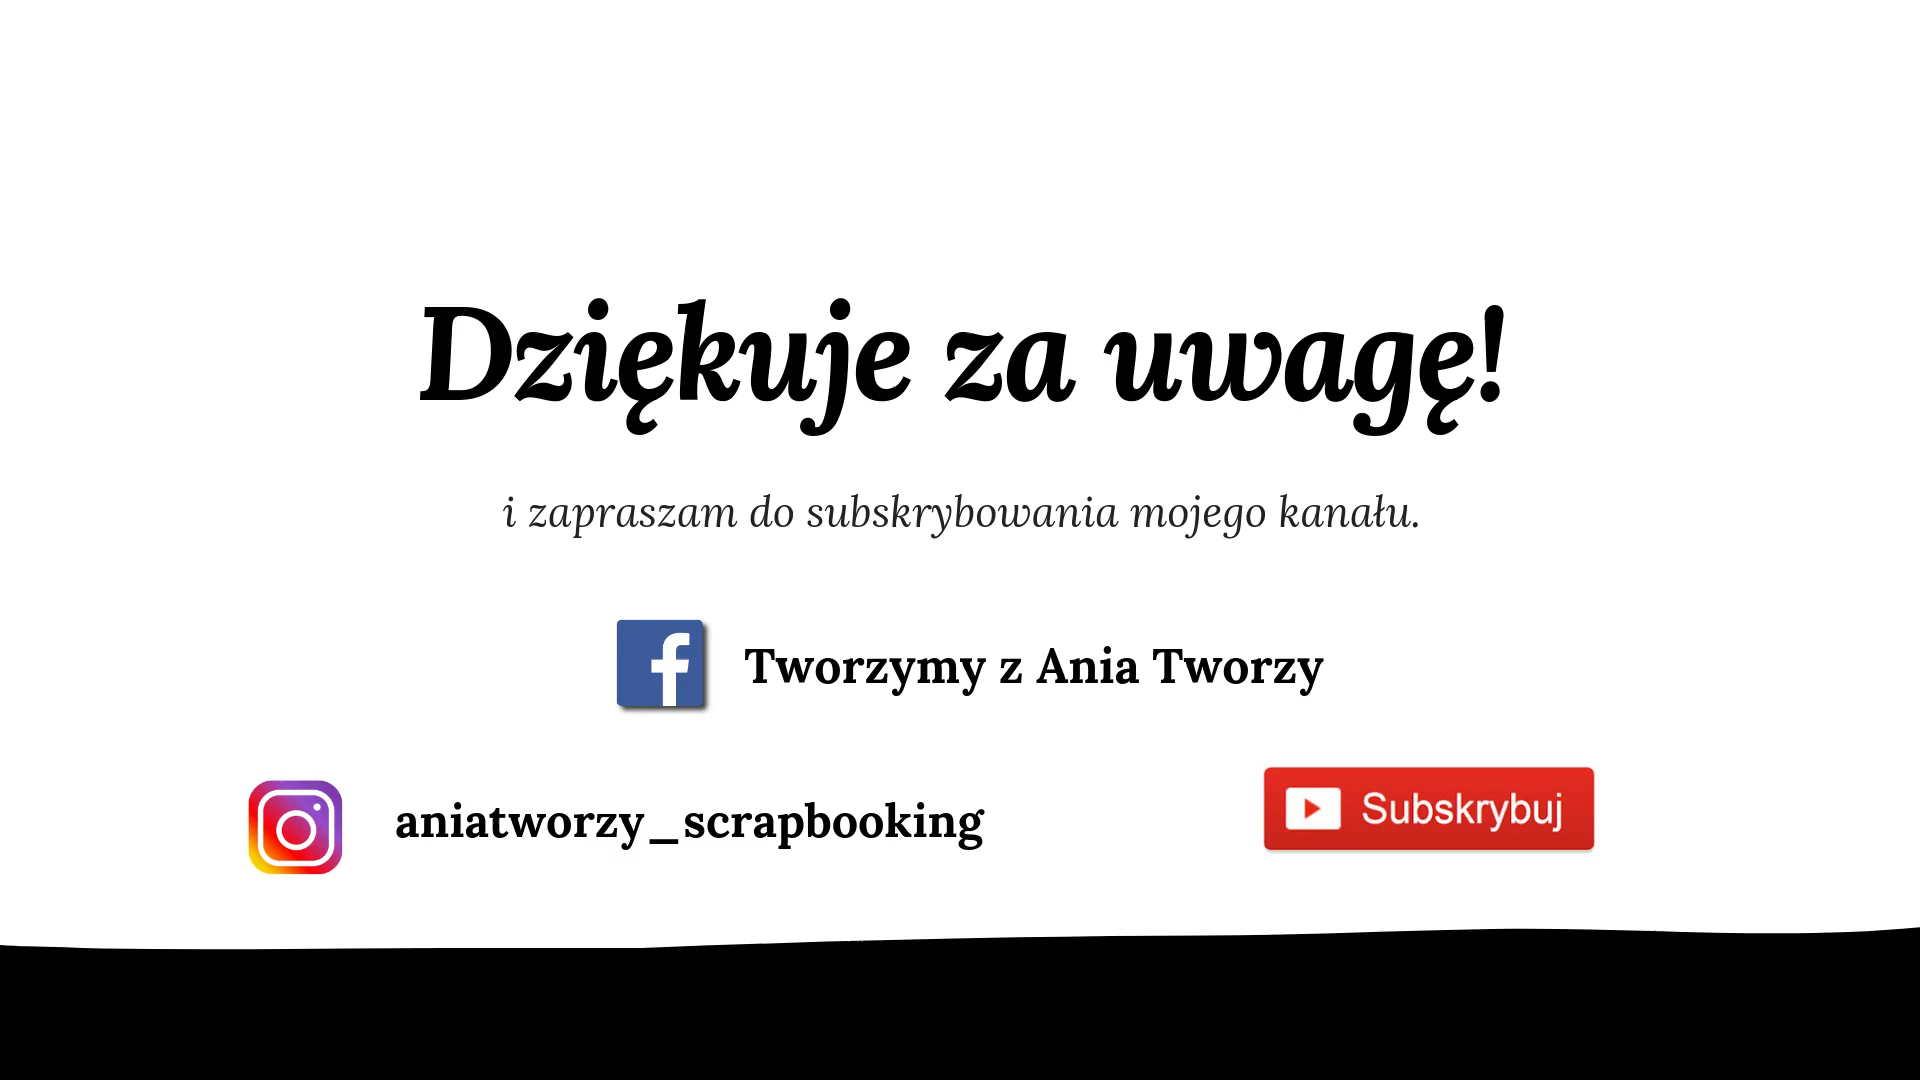 Dziękuje za uwagę!
i zapraszam do subskrybowania mojego kanału.
Tworzymy z Ania Tworzy
aniatworzy_scrapbooking
Subskrybuj